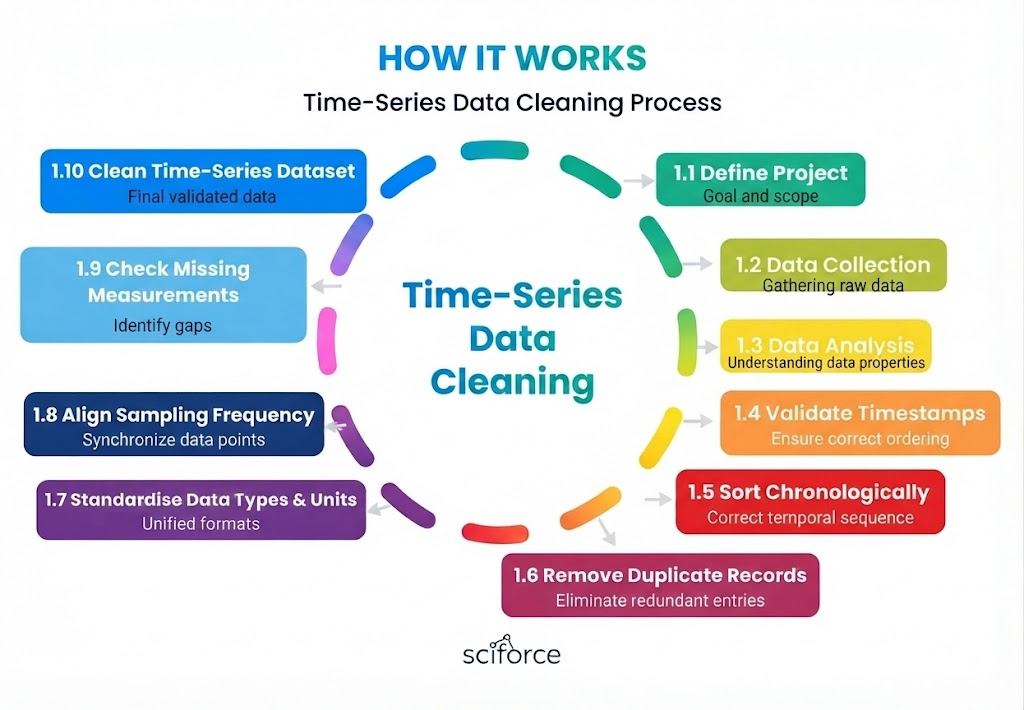 HOW IT WORKS
Time-Series Data Cleaning Process
1.10 Clean Time-Series Dataset
Final validated data
1.1 Define Project
Goal and scope
1.9 Check Missing
Measurements
Identify gaps
1.2 Data Collection
Gathering raw data
Time-Series
Data
Cleaning
1.3 Data Analysis
Understanding data properties
1.8 Align Sampling Frequency
Synchronize data points
1.4 Validate Timestamps
Ensure correct ordering
1.7 Standardise Data Types & Units
Unified formats
1.5 Sort Chronologically
Correct temporal sequence
1.6 Remove Duplicate Records
Eliminate redundant entries
sciforce